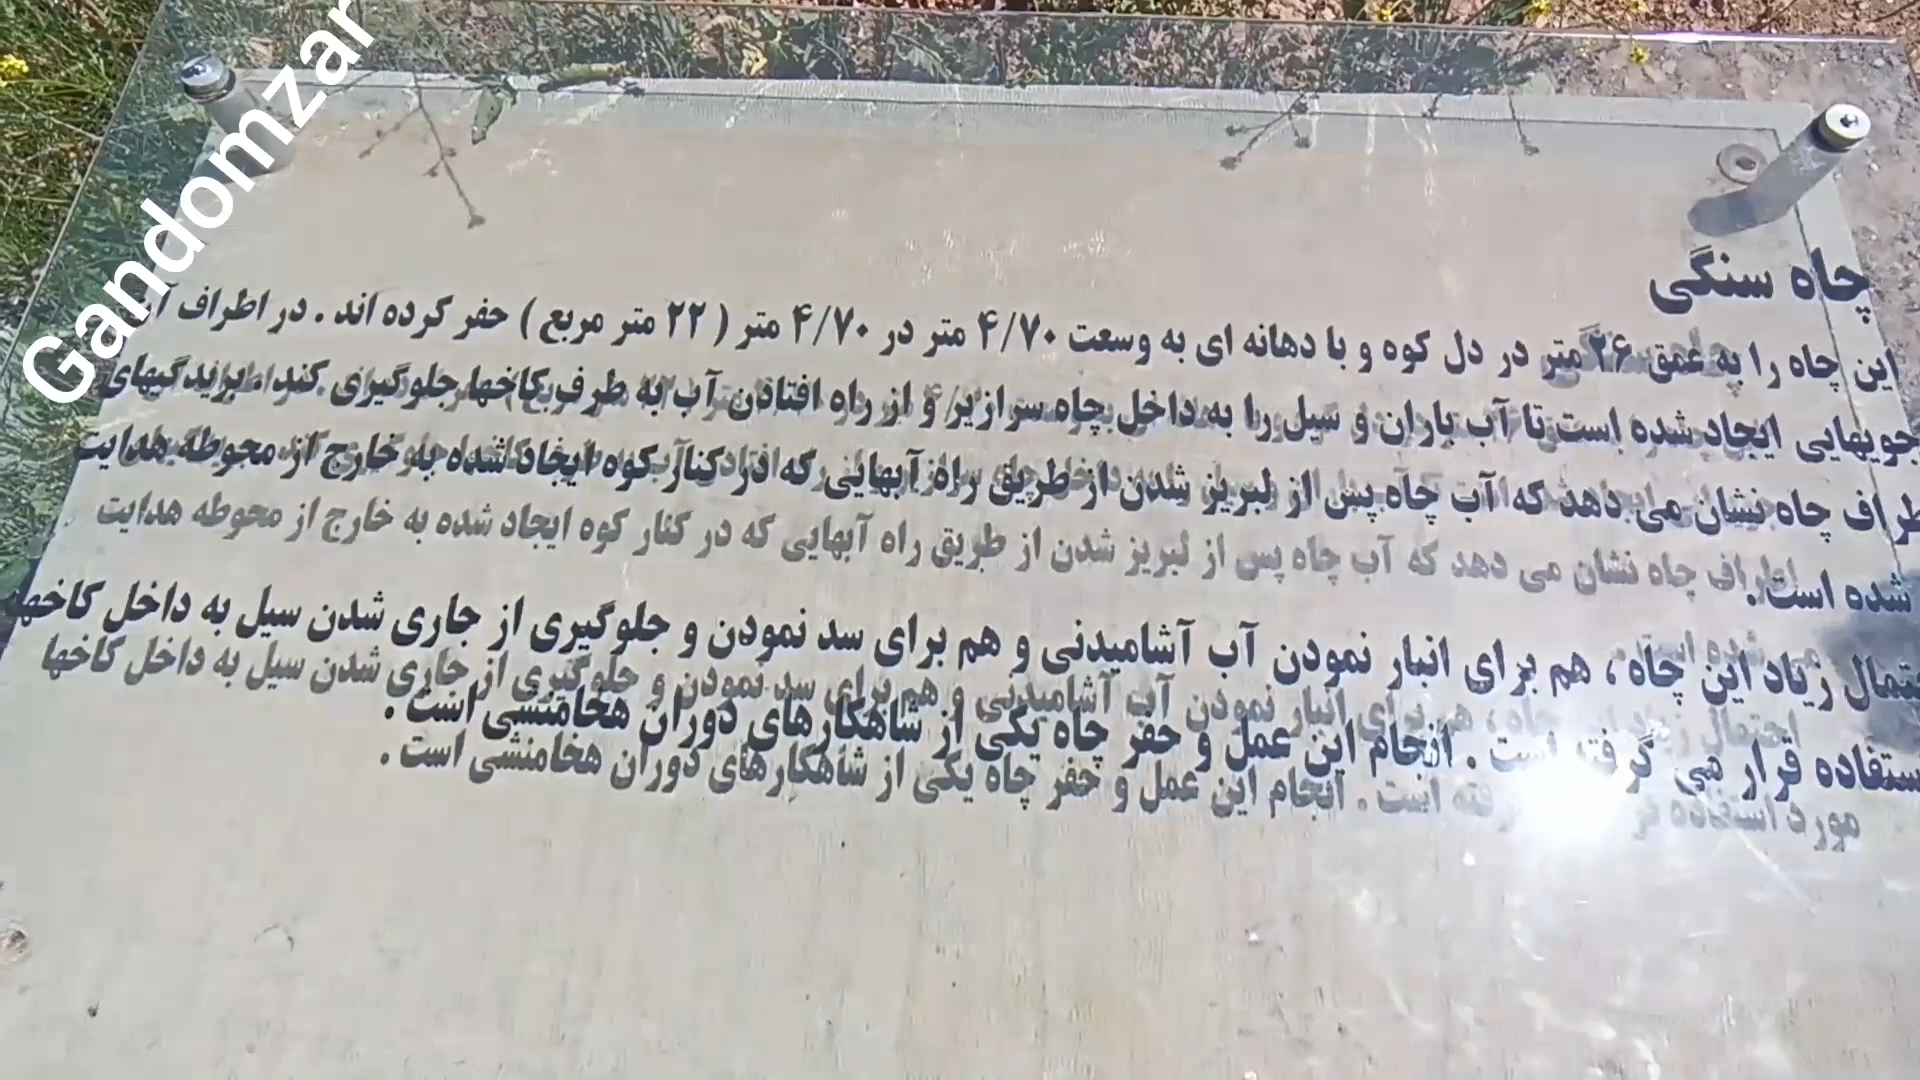 Gandomzar
چاه سنگی
این چاه را به عمق ۲۶ متر در دل کوه و با دهانه ای به وسعت ۴/۷۰ متر در ۴/۷۰ متر ( ۲۲ متر مربع ) حفر کرده اند . در اطراف آن
جویهایی ایجاد شده است تا آب باران و سیل را به داخل چاه سرازیر و از راه افتادن آب به طرف کاخها جلوگیری کند . بریدگیهای
اطراف چاه نشان می دهد که آب چاه پس از لبریز شدن از طریق راه آبهایی که در کنار کوه ایجاد شده به خارج از محوطه هدایت
شده است .
احتمال زیاد این چاه ، هم برای انبار نمودن آب آشامیدنی و هم برای سد نمودن و جلوگیری از جاری شدن سیل به داخل کاخها
مورد استفاده قرار می گرفته است . انجام این عمل و حفر چاه یکی از شاهکارهای دوران هخامنشی است .